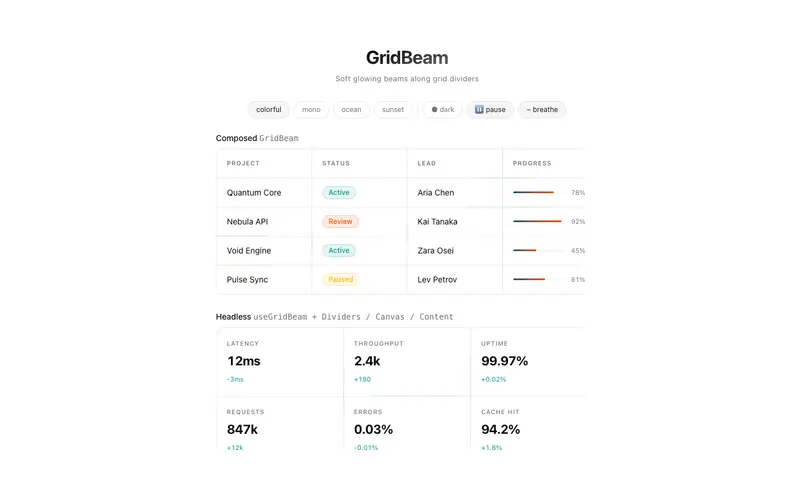 GridBeam
Soft glowing beams along grid dividers
colorful mono ocean sunset dark pause ~ breathe
Composed GridBeam
PROJECT STATUS LEAD PROGRESS
Quantum Core Active Aria Chen 78%
Nebula API Review Kai Tanaka 92%
Void Engine Active Zara Osei 45%
Pulse Sync Paused Lev Petrov 61%
Headless useGridBeam + Dividers / Canvas / Content
LATENCY THROUGHPUT UPTIME
12ms 2.4k 99.97%
-3ms +180 +0.02%
REQUESTS ERRORS CACHE HIT
847k 0.03% 94.2%
+12k -0.01% +1.8%